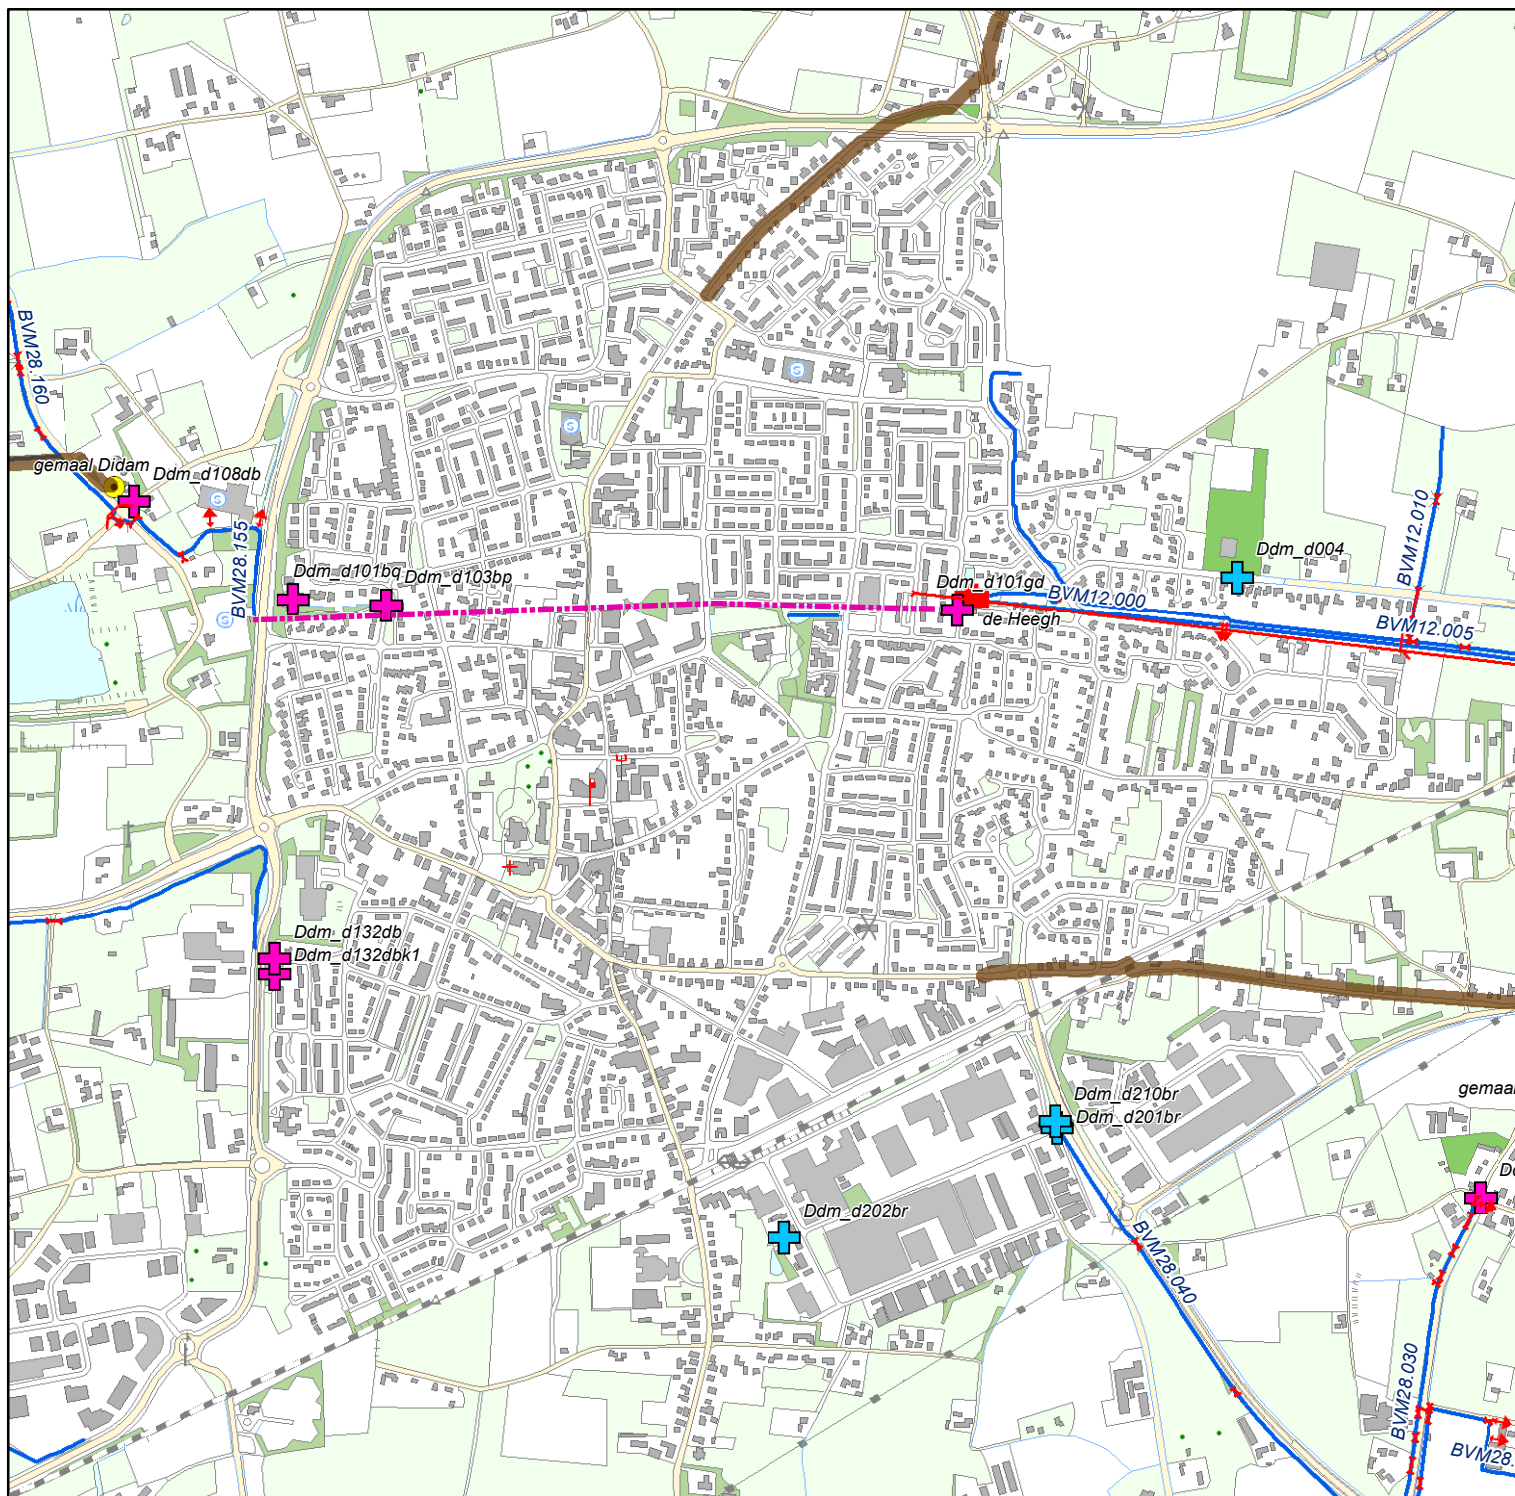 BVM28.160
gemaal Didam
Ddm_d108db
BVM28.155
Ddm_d101bq
Ddm_d103bp
Ddm_d101gd
de Heegh
BVM12.000
Ddm_d004
BVM12.010
BVM12.005
Ddm_d132db
Ddm_d132dbk1
Ddm_d210br
Ddm_d201br
gemaal
Ddm_d202br
BVM28.040
BVM28.030
BVM28.
S
S
S
S